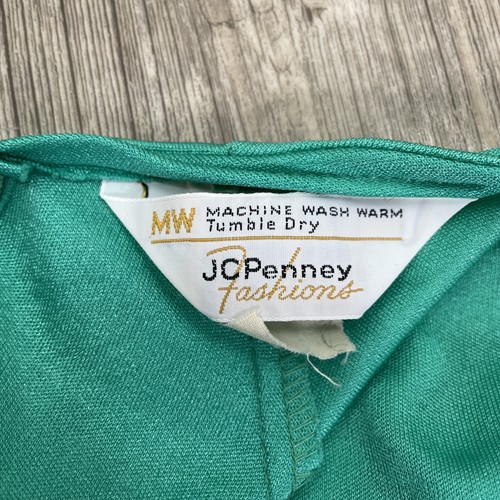 MW MACHINE WASH WARM
Tumble Dry
JCPenney
Fashions